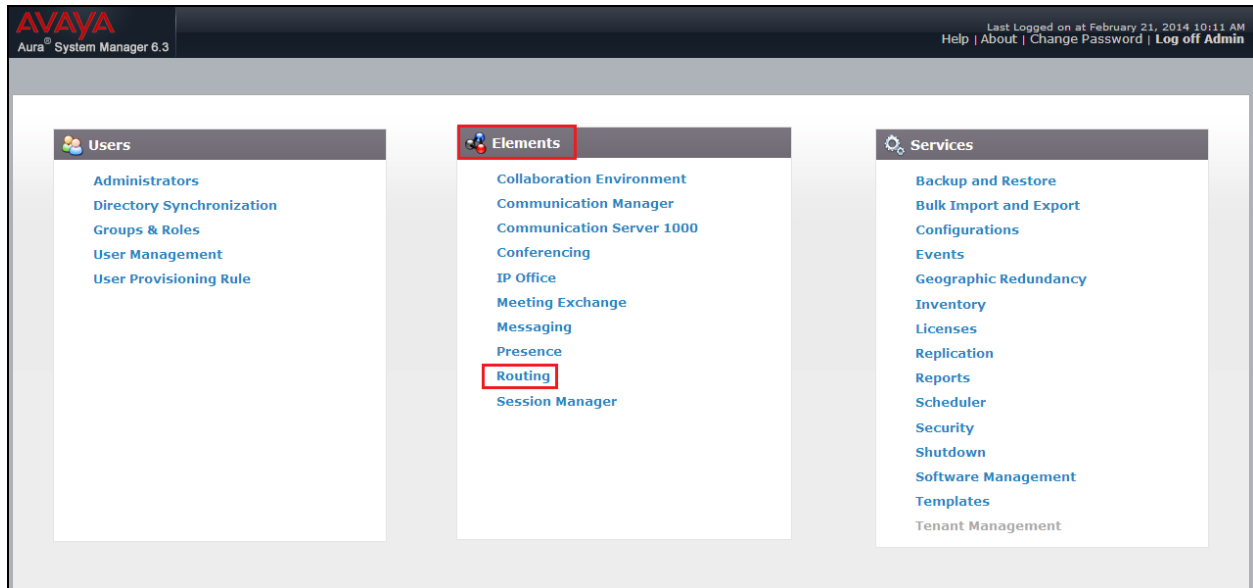 AVAYA
Aura® System Manager 6.3
Last Logged on at February 21, 2014 10:11 AM
Help | About | Change Password | Log off Admin
Users
Administrators
Directory Synchronization
Groups & Roles
User Management
User Provisioning Rule
Elements
Collaboration Environment
Communication Manager
Communication Server 1000
Conferencing
IP Office
Meeting Exchange
Messaging
Presence
Routing
Session Manager
Services
Backup and Restore
Bulk Import and Export
Configurations
Events
Geographic Redundancy
Inventory
Licenses
Replication
Reports
Scheduler
Security
Shutdown
Software Management
Templates
Tenant Management